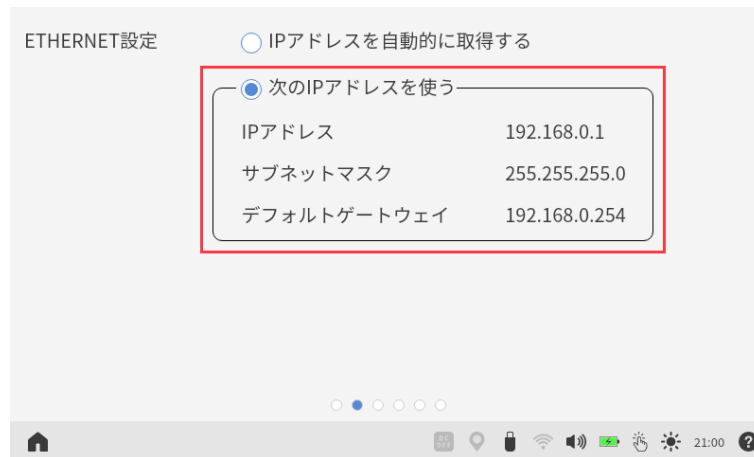 ETHERNET設定
IPアドレスを自動的に取得する
次のIPアドレスを使う
IPアドレス 192.168.0.1
サブネットマスク 255.255.255.0
デフォルトゲートウェイ 192.168.0.254
DC
OFF
21:00 ?